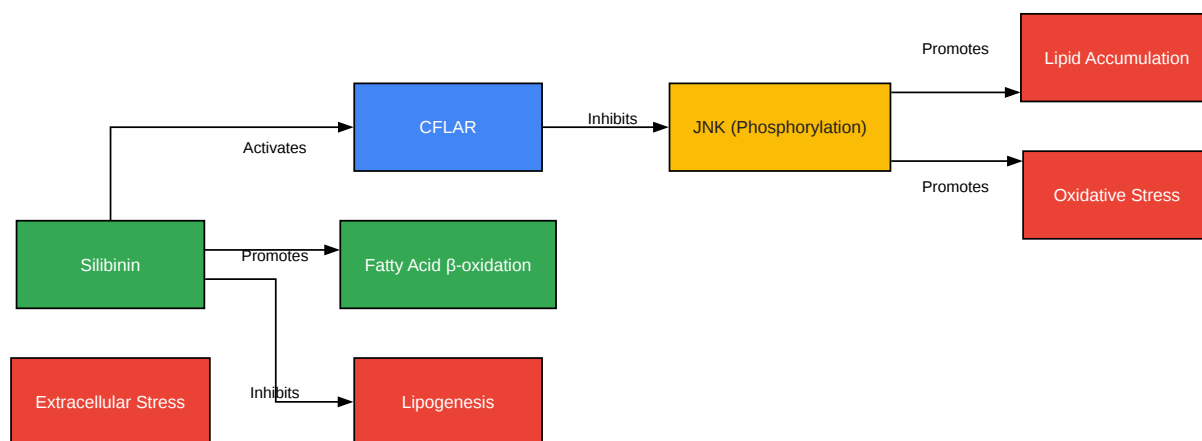 Promotes
Lipid Accumulation
CFLAR
Inhibits
JNK (Phosphorylation)
Activates
Promotes
Oxidative Stress
Silibinin
Promotes
Fatty Acid β-oxidation
Extracellular Stress
Inhibits
Lipogenesis